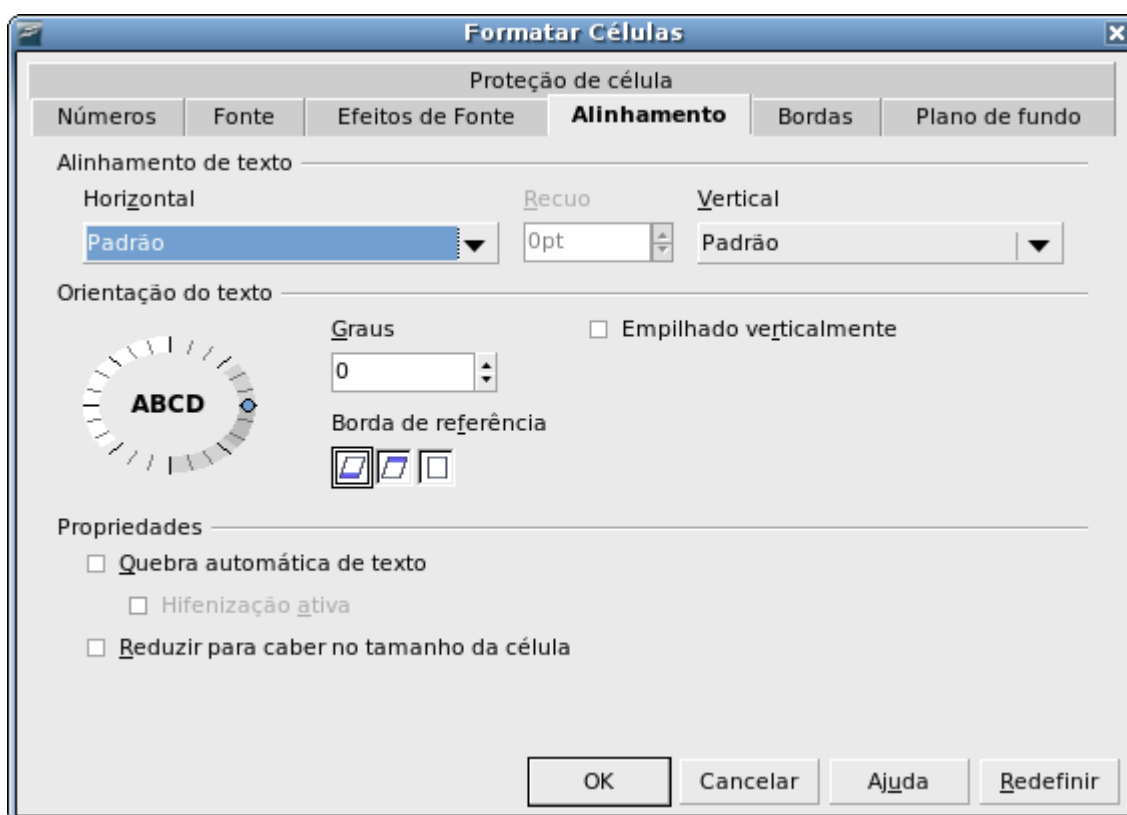 Formatar Células
Proteção de célula
Números Fonte Efeitos de Fonte Alinhamento Bordas Plano de fundo
Alinhamento de texto
Horizontal Recuo Vertical
Padrão 0pt Padrão
Orientação do texto
Graus Empilhado verticalmente
0
ABCD
Borda de referência
Propriedades
Quebra automática de texto
Hifenização ativa
Reduzir para caber no tamanho da célula
OK Cancelar Ajuda Redefinir